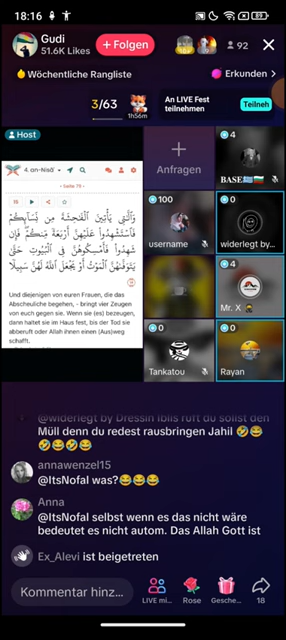 18:16
89
Gudi
51.6K Likes
+ Folgen
92
Wöchentliche Rangliste
Erkunden >
3/63
1h56m
An LIVE Fest
teilnehmen
Teilneh
Host
4. an-Nisāʾ
- Seite 79 -
15
وَٱلَّٰتِى يَأْتِينَ ٱلْفَٰحِشَةَ مِن نِّسَآئِكُمْ
فَٱسْتَشْهِدُوا۟ عَلَيْهِنَّ أَرْبَعَةً مِّنكُمْ ۖ فَإِن
شَهِدُوا۟ فَأَمْسِكُوهُنَّ فِى ٱلْبُيُوتِ حَتَّىٰ
يَتَوَفَّىٰهُنَّ ٱلْمَوْتُ أَوْ يَجْعَلَ ٱللَّهُ لَهُنَّ سَبِيلًا
Und diejenigen von euren Frauen, die das
Abscheuliche begehen, - bringt vier Zeugen
von euch gegen sie. Wenn sie (es) bezeugen,
dann haltet sie im Haus fest, bis der Tod sie
abberuft oder Allah ihnen einen (Aus)weg
schafft.
+
Anfragen
4
BASE
100
username
0
widerlegt by...
4
Mr. X
0
Tankatou
0
Rayan
@widerlegt by Dressin Iblis ruft du sollst den
Müll denn du redest rausbringen Jahil 🤣😂
🤣😂🤣😂
annawenzel15
@ItsNofal was?😂😂😂
Anna
@ItsNofal selbst wenn es das nicht wäre
bedeutet es nicht autom. Das Allah Gott ist
Ex_Alevi ist beigetreten
Kommentar hinz...
LIVE mi...
Rose
Gesche...
18